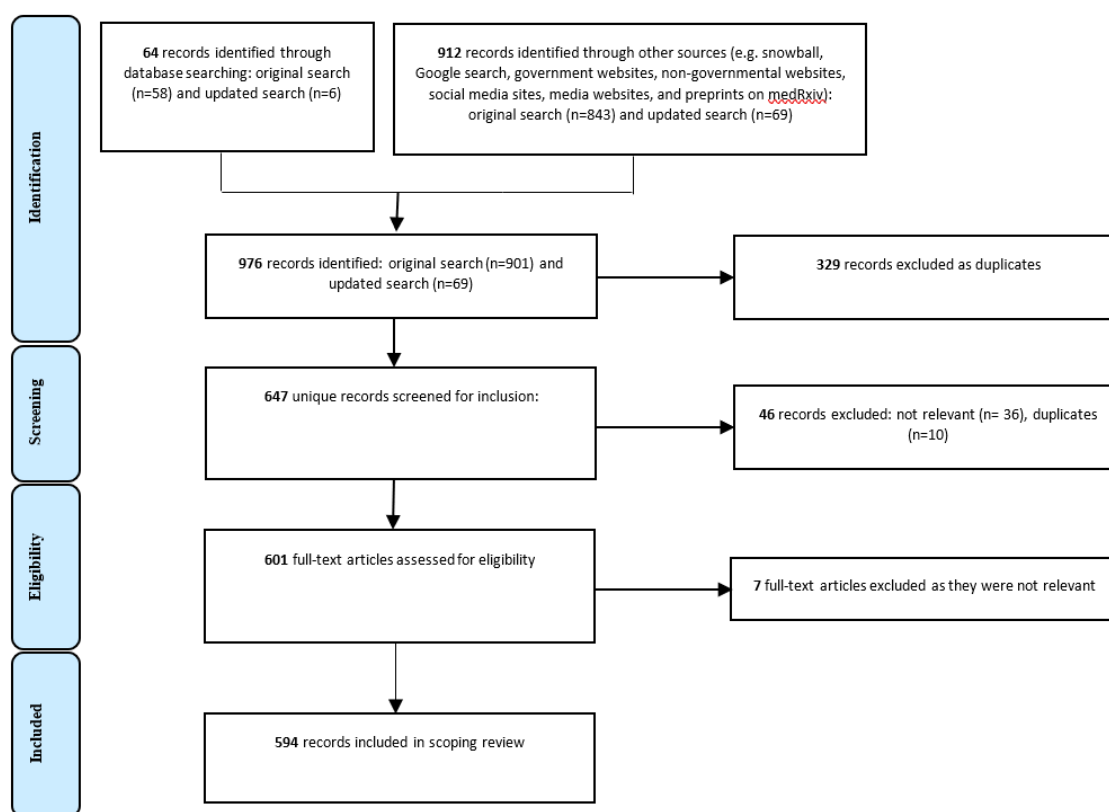 Identification
64 records identified through
database searching: original search
(n=58) and updated search (n=6)
912 records identified through other sources (e.g. snowball,
Google search, government websites, non-governmental websites,
social media sites, media websites, and preprints on medRxiv):
original search (n=843) and updated search (n=69)
976 records identified: original search (n=901) and
updated search (n=69)
329 records excluded as duplicates
Screening
647 unique records screened for inclusion:
46 records excluded: not relevant (n= 36), duplicates
(n=10)
Eligibility
601 full-text articles assessed for eligibility
7 full-text articles excluded as they were not relevant
Included
594 records included in scoping review